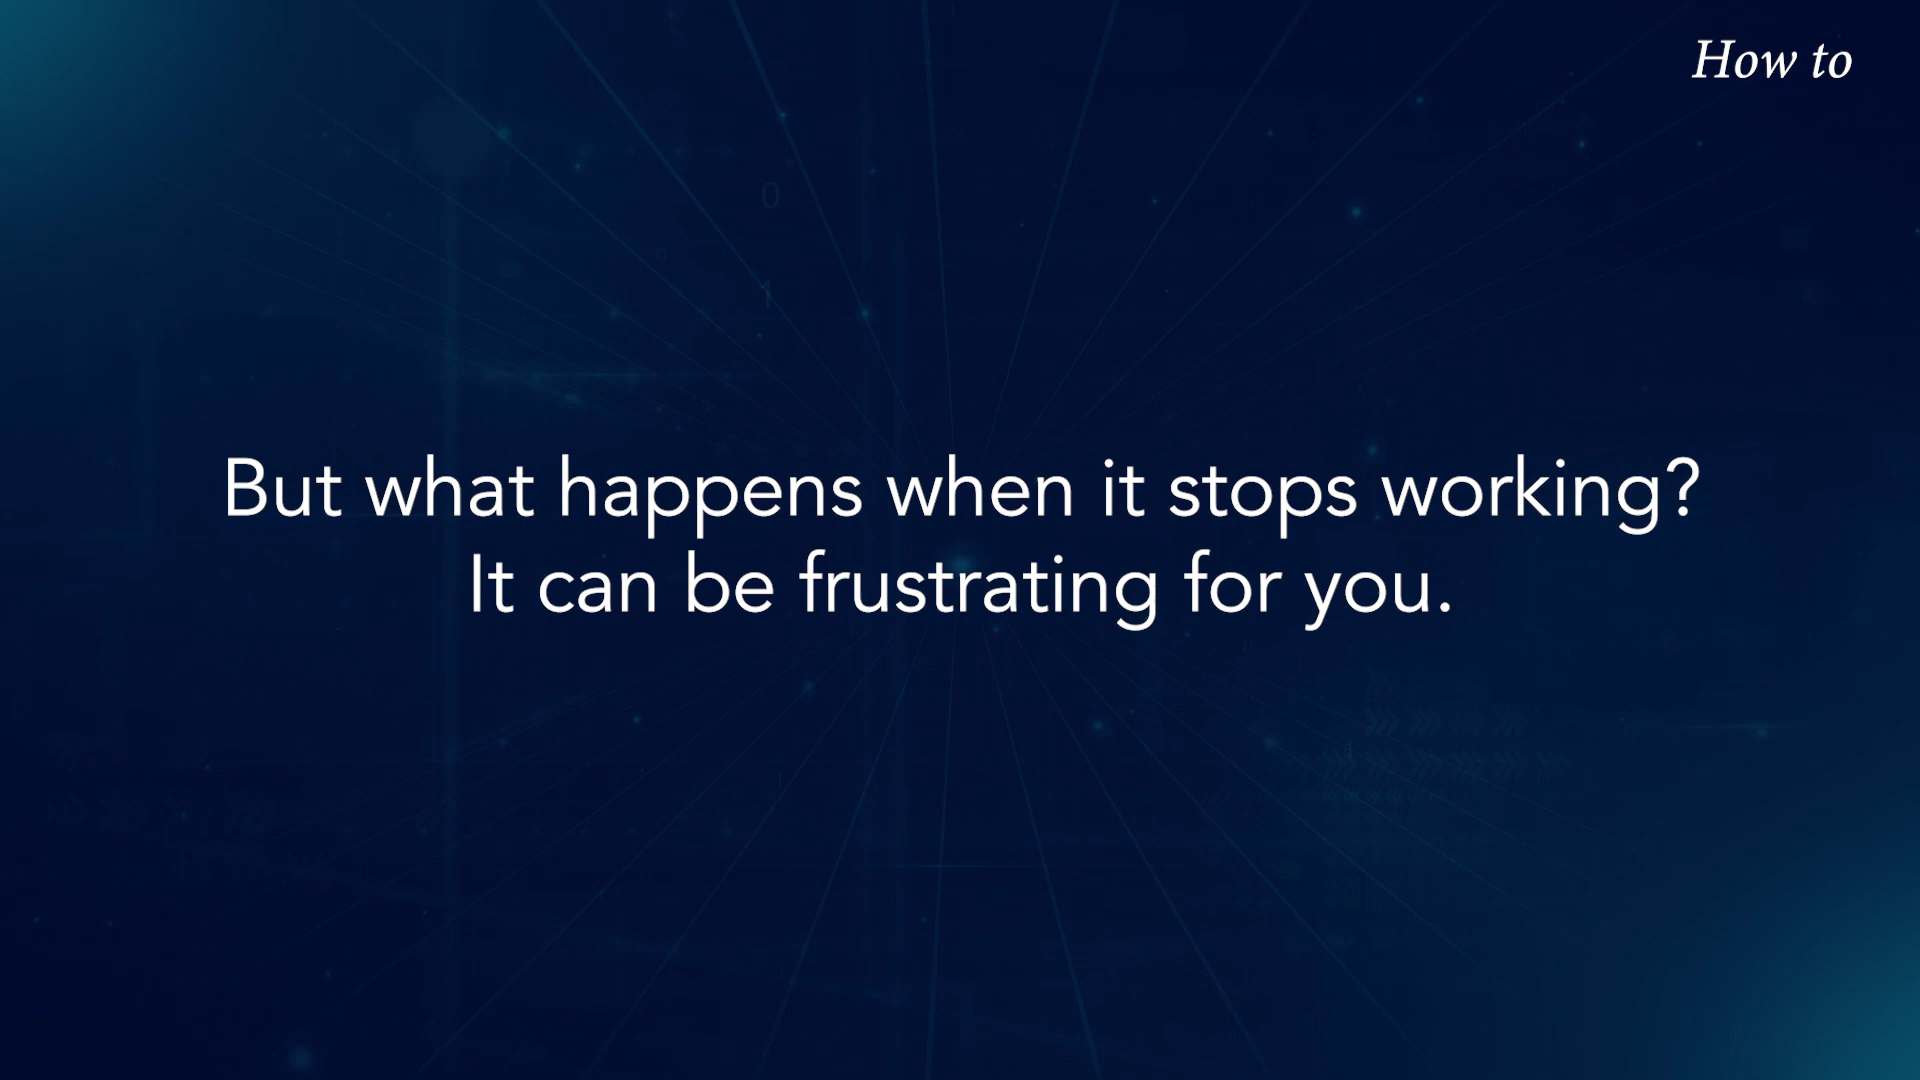 How to
But what happens when it stops working?
It can be frustrating for you.